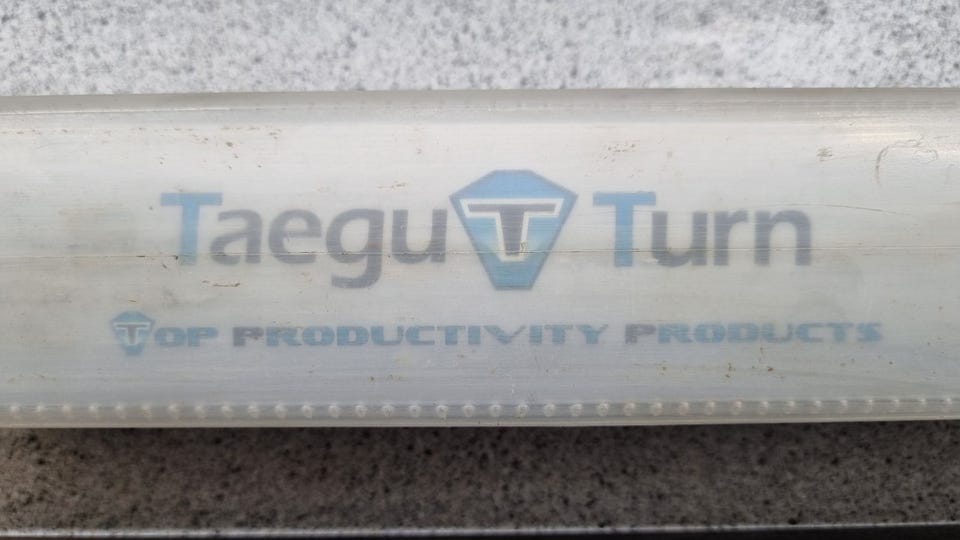 Taegu T Turn
TOP PRODUCTIVITY PRODUCTS